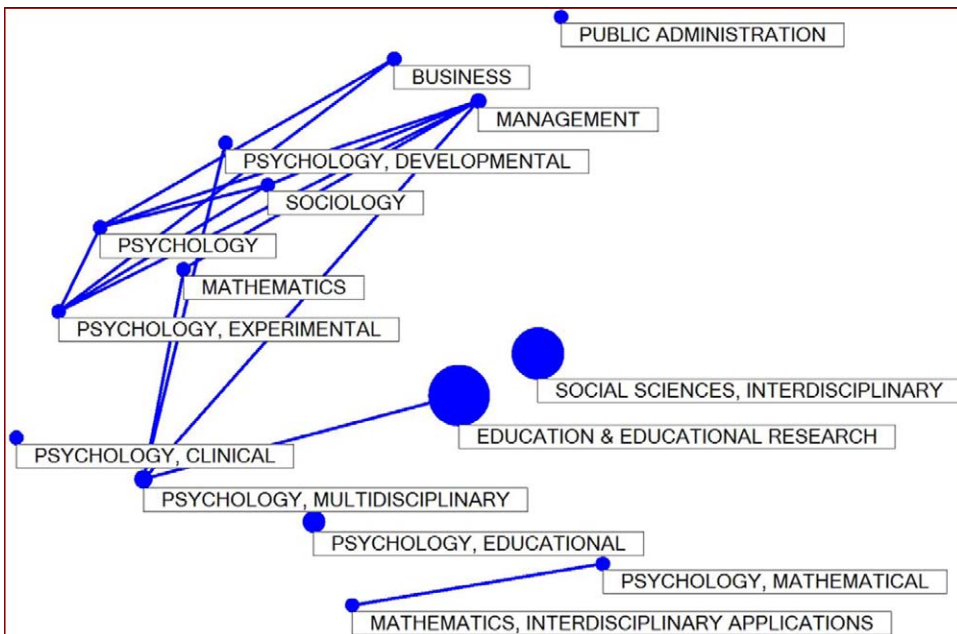 PUBLIC ADMINISTRATION
BUSINESS
MANAGEMENT
PSYCHOLOGY, DEVELOPMENTAL
SOCIOLOGY
PSYCHOLOGY
MATHEMATICS
PSYCHOLOGY, EXPERIMENTAL
SOCIAL SCIENCES, INTERDISCIPLINARY
EDUCATION & EDUCATIONAL RESEARCH
PSYCHOLOGY, CLINICAL
PSYCHOLOGY, MULTIDISCIPLINARY
PSYCHOLOGY, EDUCATIONAL
PSYCHOLOGY, MATHEMATICAL
MATHEMATICS, INTERDISCIPLINARY APPLICATIONS